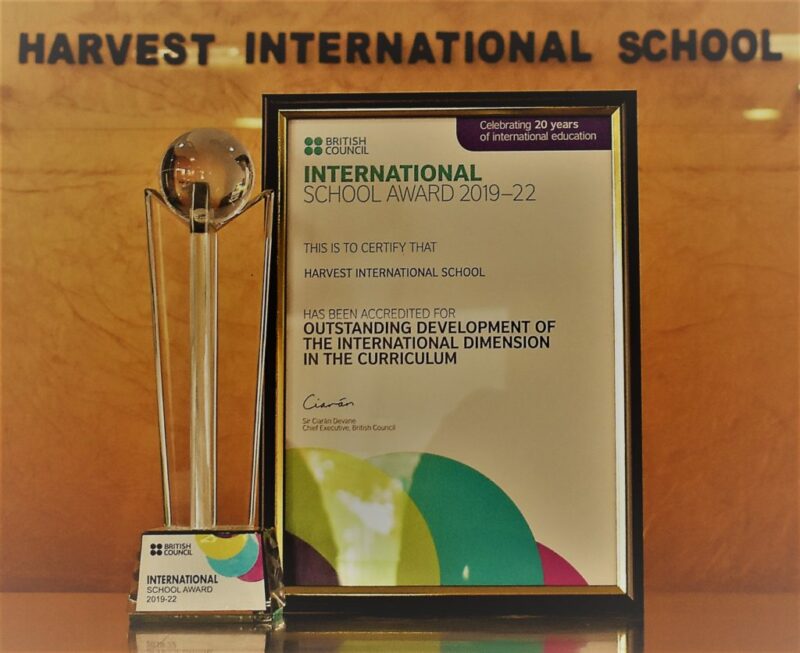 HARVEST INTERNATIONAL SCHOOL
Celebrating 20 years
of international education
BRITISH
COUNCIL
INTERNATIONAL
SCHOOL AWARD 2019–22
THIS IS TO CERTIFY THAT
HARVEST INTERNATIONAL SCHOOL
HAS BEEN ACCREDITED FOR
OUTSTANDING DEVELOPMENT OF
THE INTERNATIONAL DIMENSION
IN THE CURRICULUM
Ciarán
Sir Ciarán Devane
Chief Executive, British Council
BRITISH
COUNCIL
INTERNATIONAL
SCHOOL AWARD
2019-22